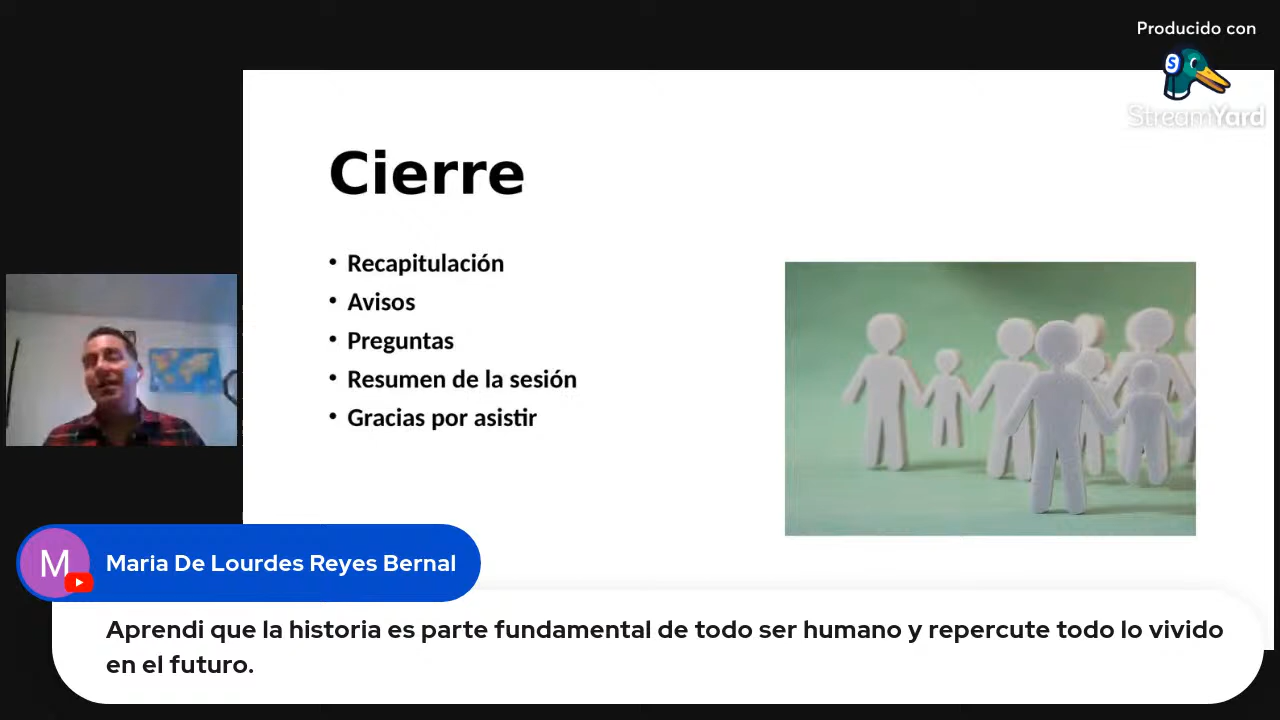 Producido con
S
StreamYard
Cierre
• Recapitulación
• Avisos
• Preguntas
• Resumen de la sesión
• Gracias por asistir
M
Maria De Lourdes Reyes Bernal
Aprendi que la historia es parte fundamental de todo ser humano y repercute todo lo vivido
en el futuro.